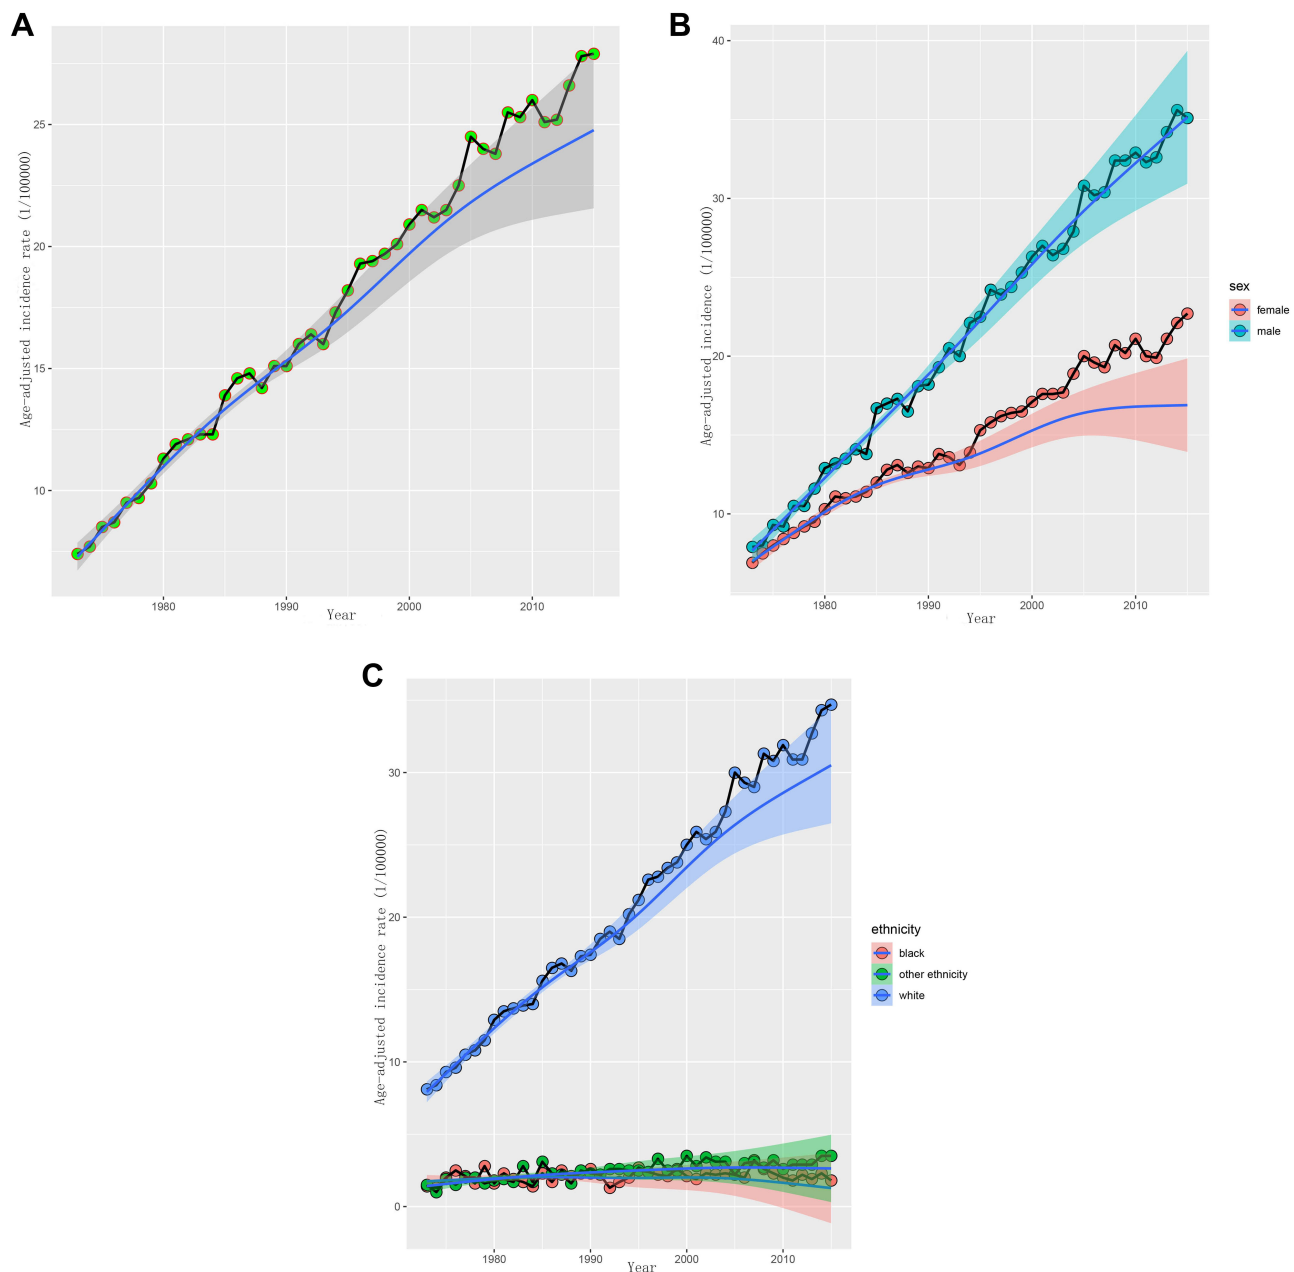 A
Age-adjusted incidence rate (1/100000)
25
20
15
10
1980 1990 2000 2010
Year
B
Age-adjusted incidence (1/100000)
40
30
20
10
1980 1990 2000 2010
Year
sex
female
male
C
Age-adjusted incidence rate (1/100000)
30
20
10
0
1980 1990 2000 2010
Year
ethnicity
black
other ethnicity
white